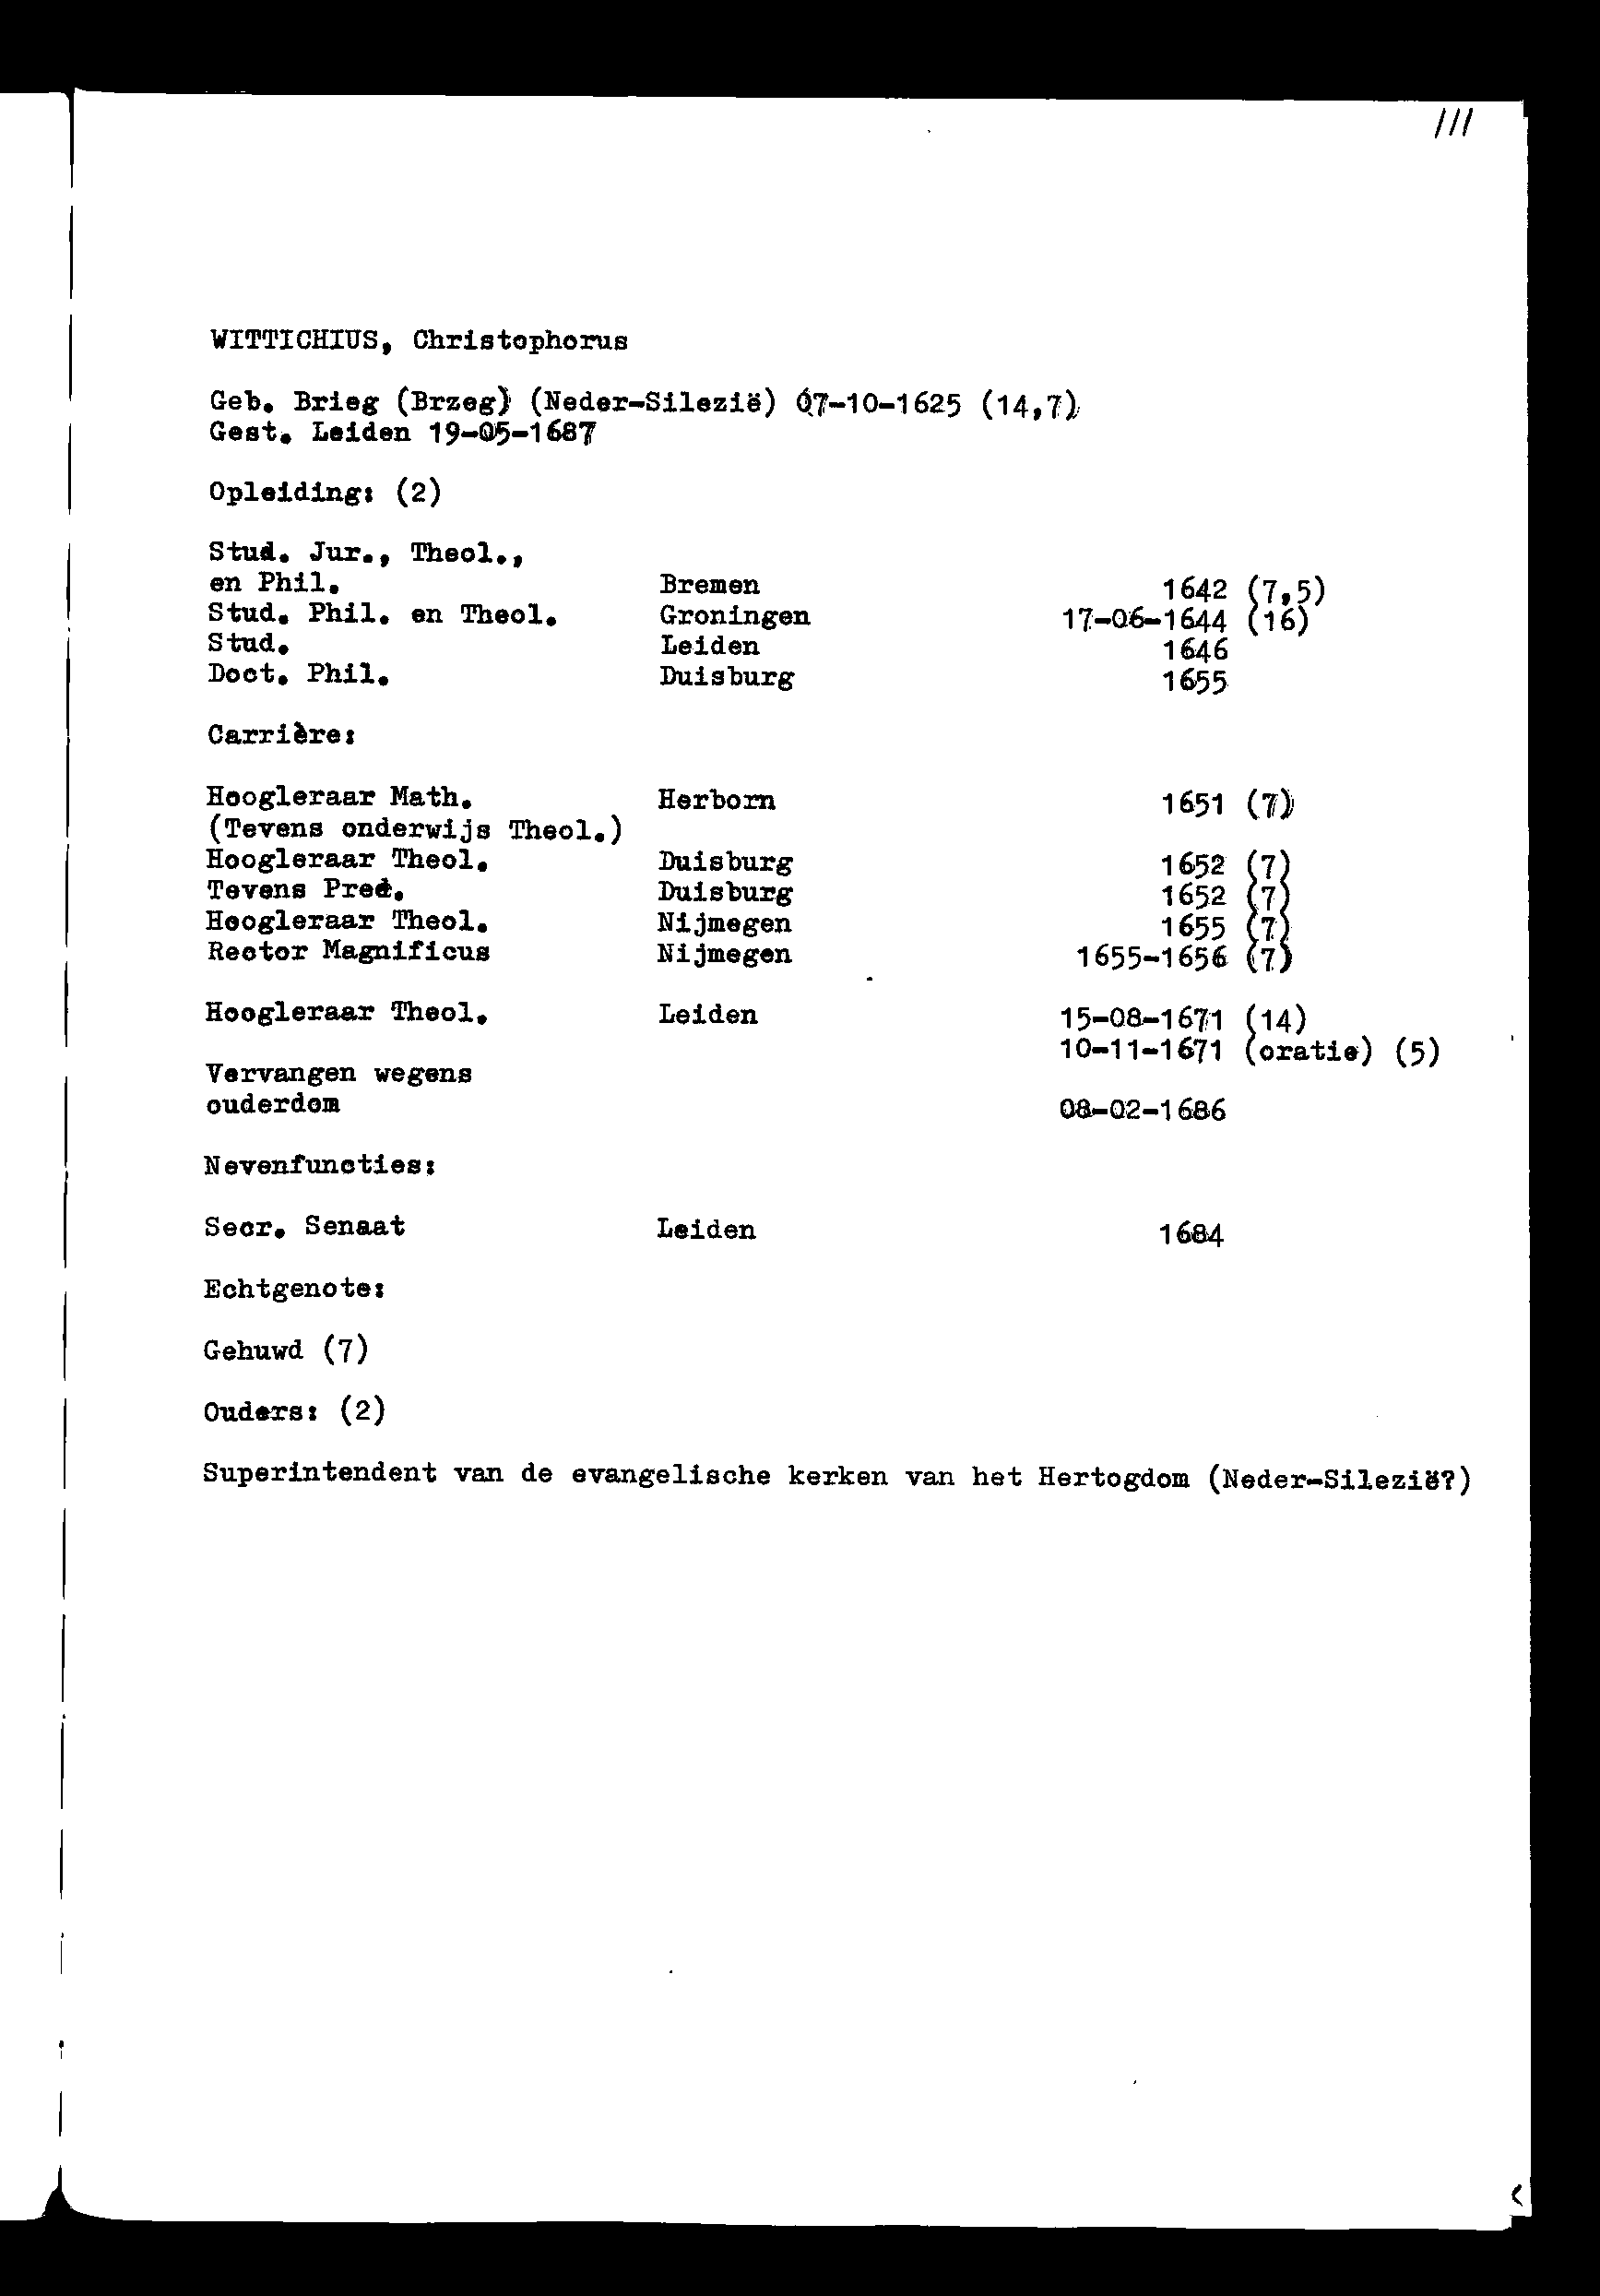 111
WITTICHIUS, Christophorus
Geb. Brieg (Brzeg) (Neder-Silezië) 07-10-1625 (14,7)
Gest. Leiden 19-05-1687
Opleiding: (2)
Stud. Jur., Theol.,
en Phil. Bremen 1642 (7,5)
Stud. Phil. en Theol. Groningen 17-06-1644 (16)
Stud. Leiden 1646
Doct. Phil. Duisburg 1655
Carrière:
Hoogleraar Math. Herborn 1651 (7)
(Tevens onderwijs Theol.)
Hoogleraar Theol. Duisburg 1652 (7)
Tevens Pred. Duisburg 1652 (7)
Hoogleraar Theol. Nijmegen 1655 (7)
Rector Magnificus Nijmegen 1655-1656 (7)
Hoogleraar Theol. Leiden 15-08-1671 (14)
10-11-1671 (oratie) (5)
Vervangen wegens
ouderdom 08-02-1686
Nevenfuncties:
Secr. Senaat Leiden 1684
Echtgenote:
Gehuwd (7)
Ouders: (2)
Superintendent van de evangelische kerken van het Hertogdom (Neder-Silezië?)